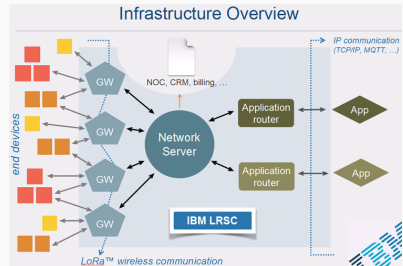 Infrastructure Overview
IP communication
(TCP/IP, MQTT, ...)
NOC, CRM, billing, ...
end devices
GW
GW
GW
GW
Network
Server
Application
router
App
Application
router
App
IBM LRSC
LoRa™ wireless communication